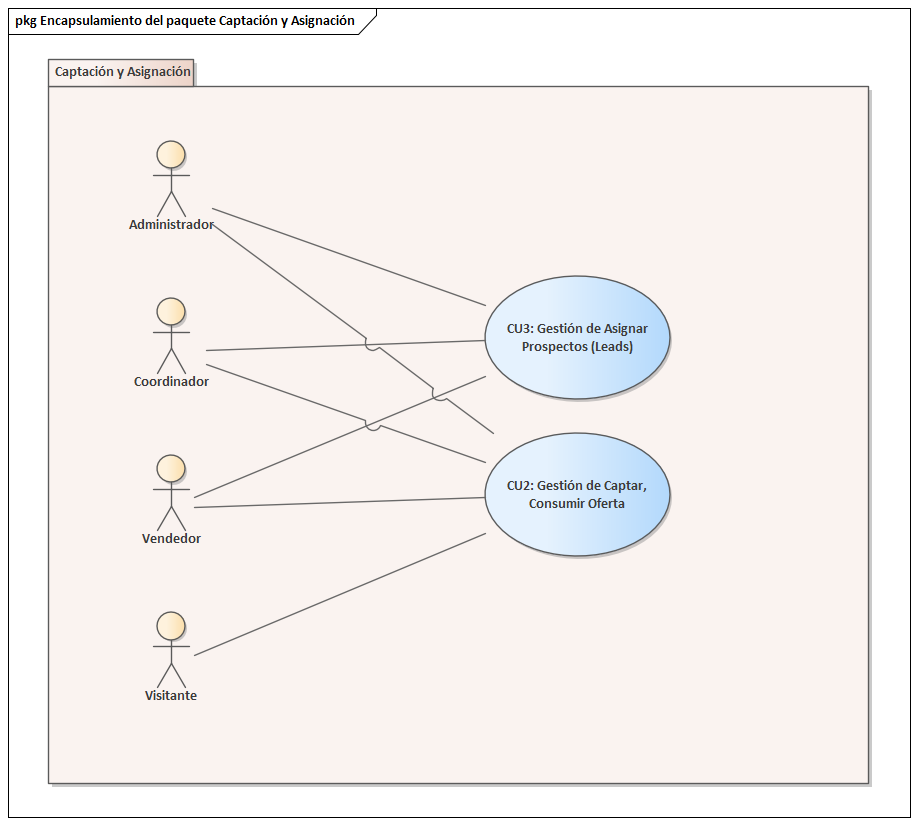 pkg Encapsulamiento del paquete Captación y Asignación
Captación y Asignación
Administrador
Coordinador
Vendedor
Visitante
CU3: Gestión de Asignar
Prospectos (Leads)
CU2: Gestión de Captar,
Consumir Oferta